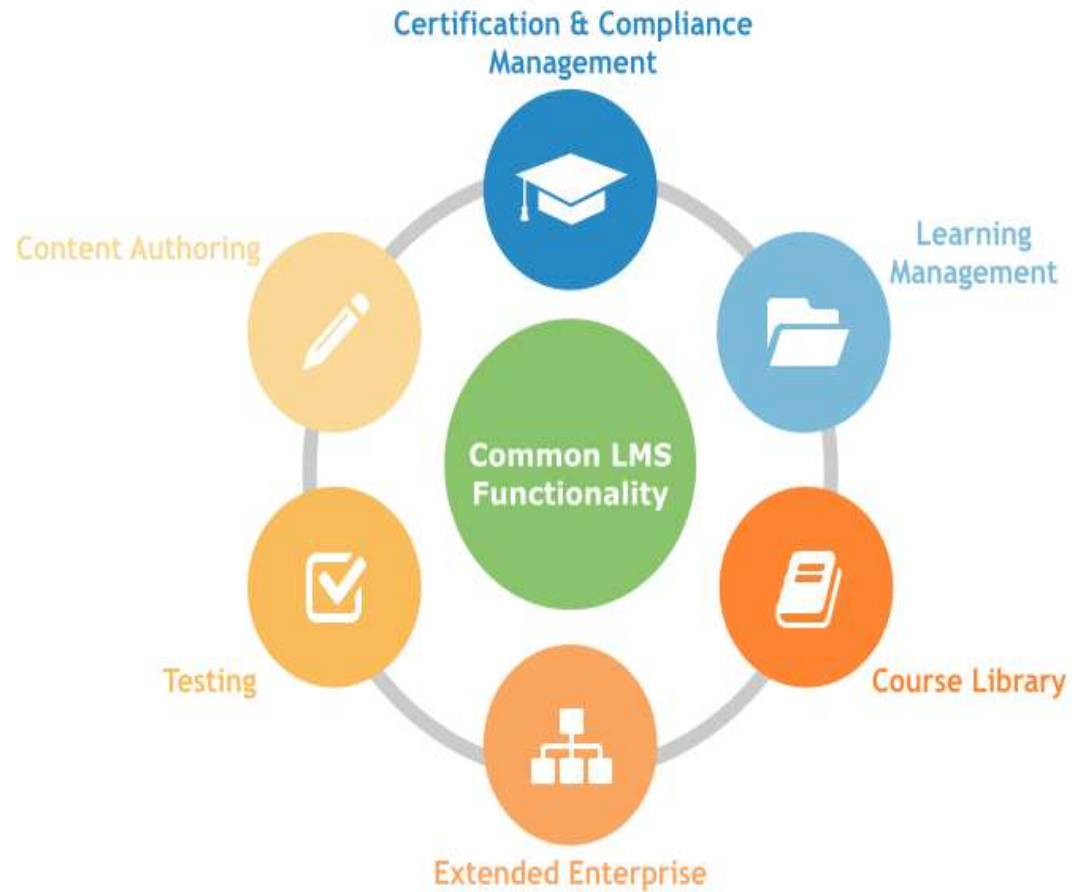 Certification & Compliance
Management
Content Authoring
Learning
Management
Common LMS
Functionality
Testing
Course Library
Extended Enterprise